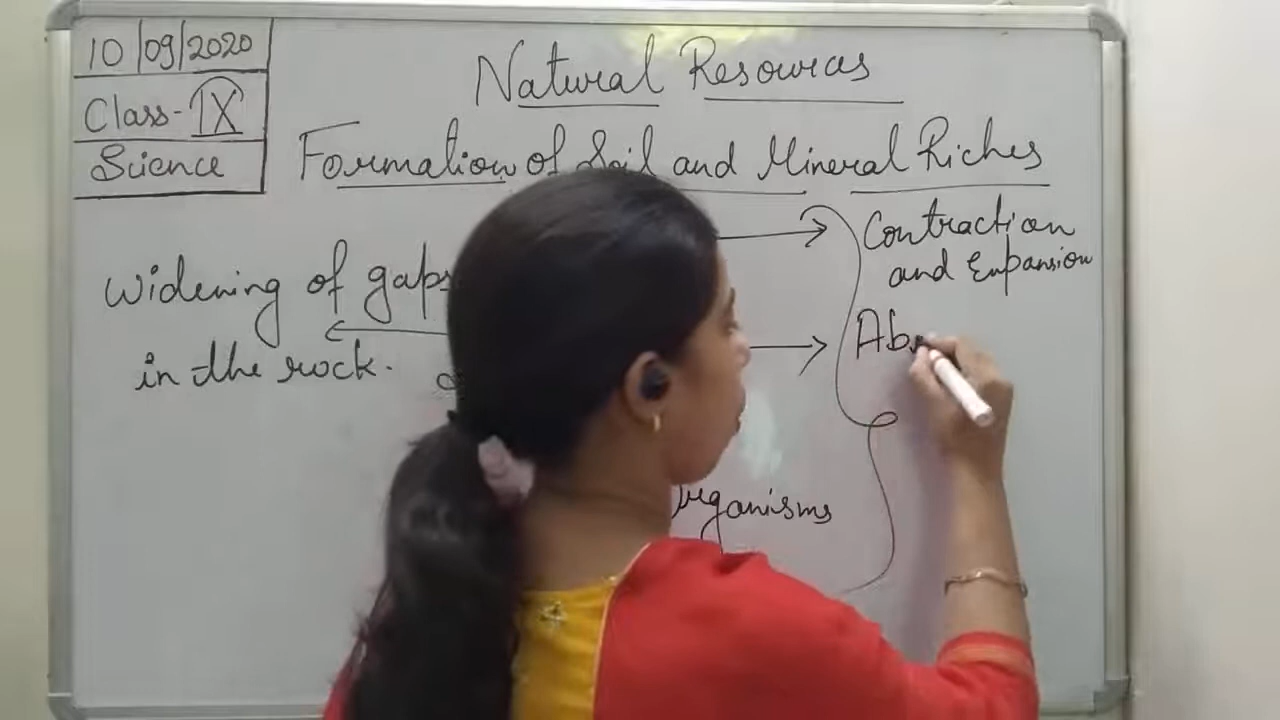 10/09/2020
Class-IX
Science
Natural Resources
Formation of Soil and Mineral Riches
Contraction
and Expansion
Widening of gaps
in the rock.
Abr
organisms